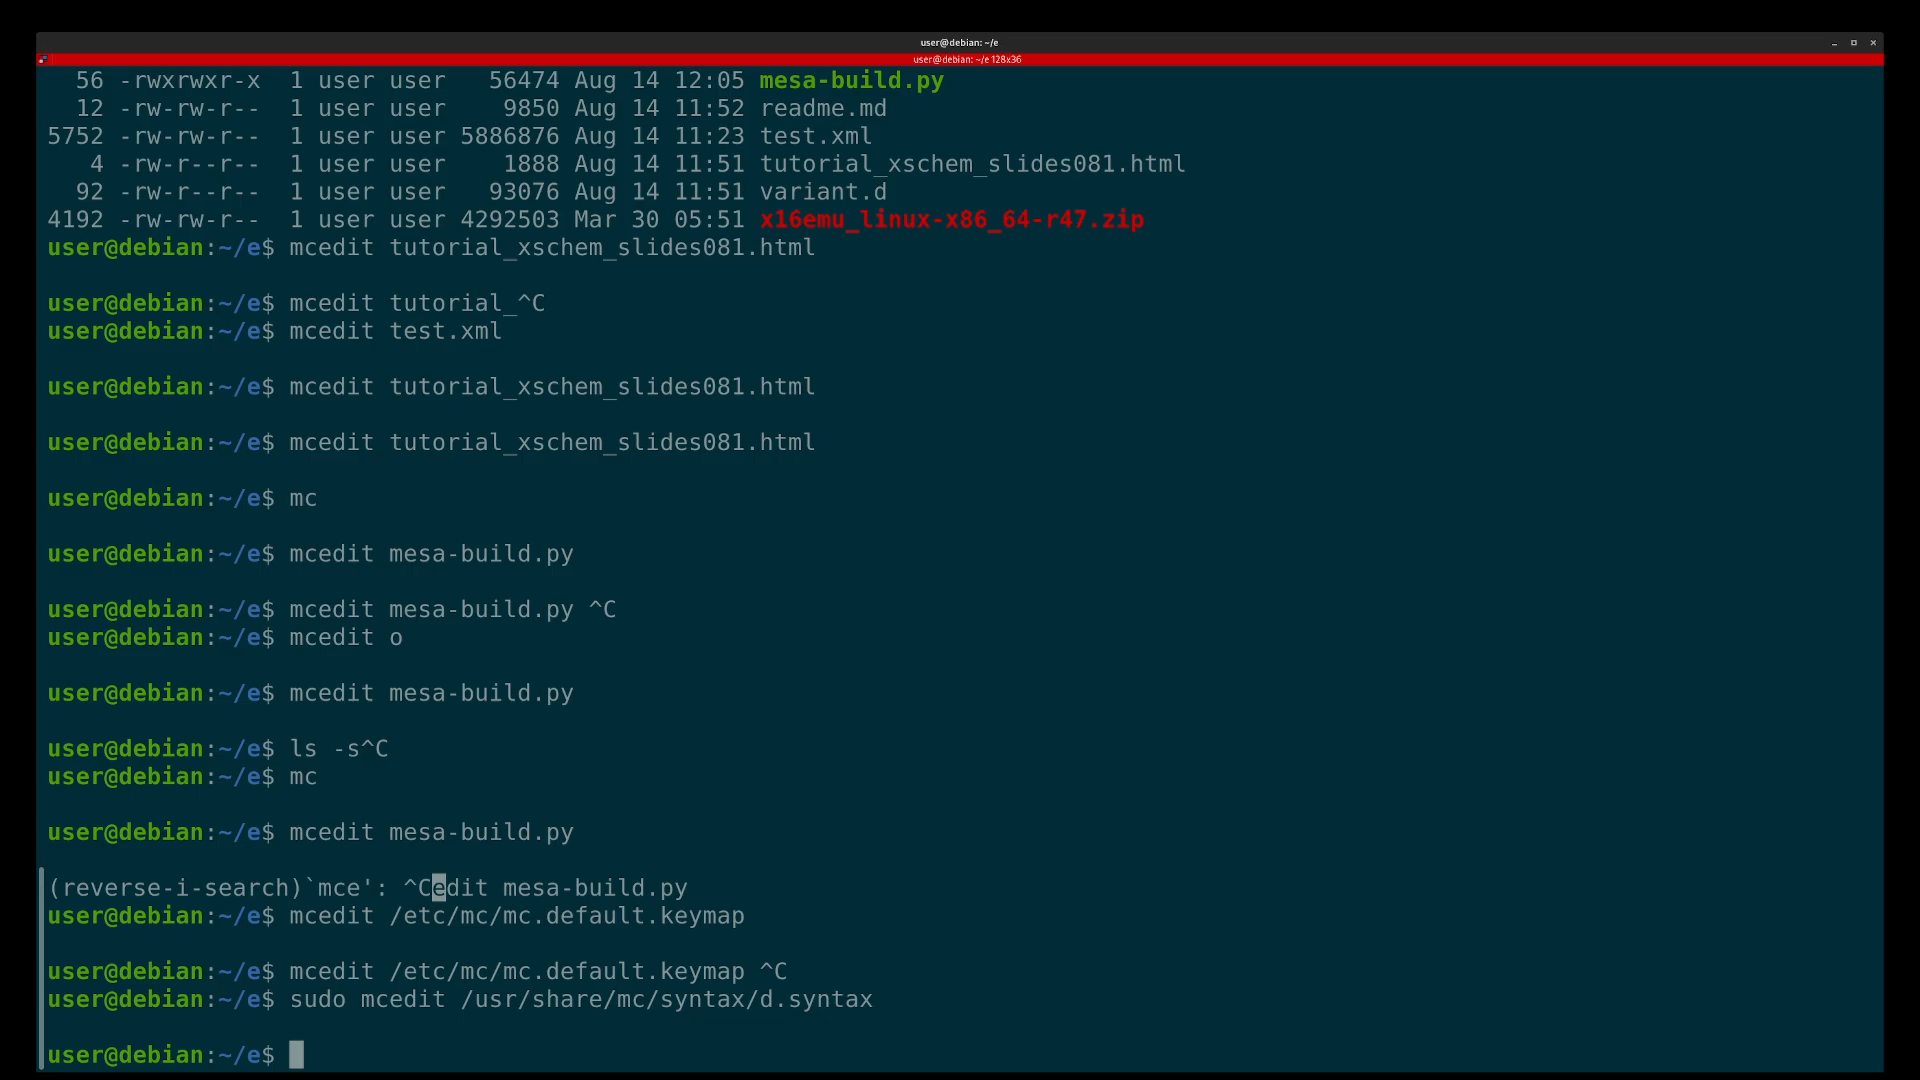 user@debian: ~/e
user@debian: ~/e 128x36
56 -rwxrwxr-x 1 user user 56474 Aug 14 12:05 mesa-build.py
12 -rw-rw-r-- 1 user user 9850 Aug 14 11:52 readme.md
5752 -rw-rw-r-- 1 user user 5886876 Aug 14 11:23 test.xml
4 -rw-r--r-- 1 user user 1888 Aug 14 11:51 tutorial_xschem_slides081.html
92 -rw-r--r-- 1 user user 93076 Aug 14 11:51 variant.d
4192 -rw-rw-r-- 1 user user 4292503 Mar 30 05:51 x16emu_linux-x86_64-r47.zip
user@debian:~/e$ mcedit tutorial_xschem_slides081.html
user@debian:~/e$ mcedit tutorial_^C
user@debian:~/e$ mcedit test.xml
user@debian:~/e$ mcedit tutorial_xschem_slides081.html
user@debian:~/e$ mcedit tutorial_xschem_slides081.html
user@debian:~/e$ mc
user@debian:~/e$ mcedit mesa-build.py
user@debian:~/e$ mcedit mesa-build.py ^C
user@debian:~/e$ mcedit o
user@debian:~/e$ mcedit mesa-build.py
user@debian:~/e$ ls -s^C
user@debian:~/e$ mc
user@debian:~/e$ mcedit mesa-build.py
(reverse-i-search)`mce': ^Cedit mesa-build.py
user@debian:~/e$ mcedit /etc/mc/mc.default.keymap
user@debian:~/e$ mcedit /etc/mc/mc.default.keymap ^C
user@debian:~/e$ sudo mcedit /usr/share/mc/syntax/d.syntax
user@debian:~/e$